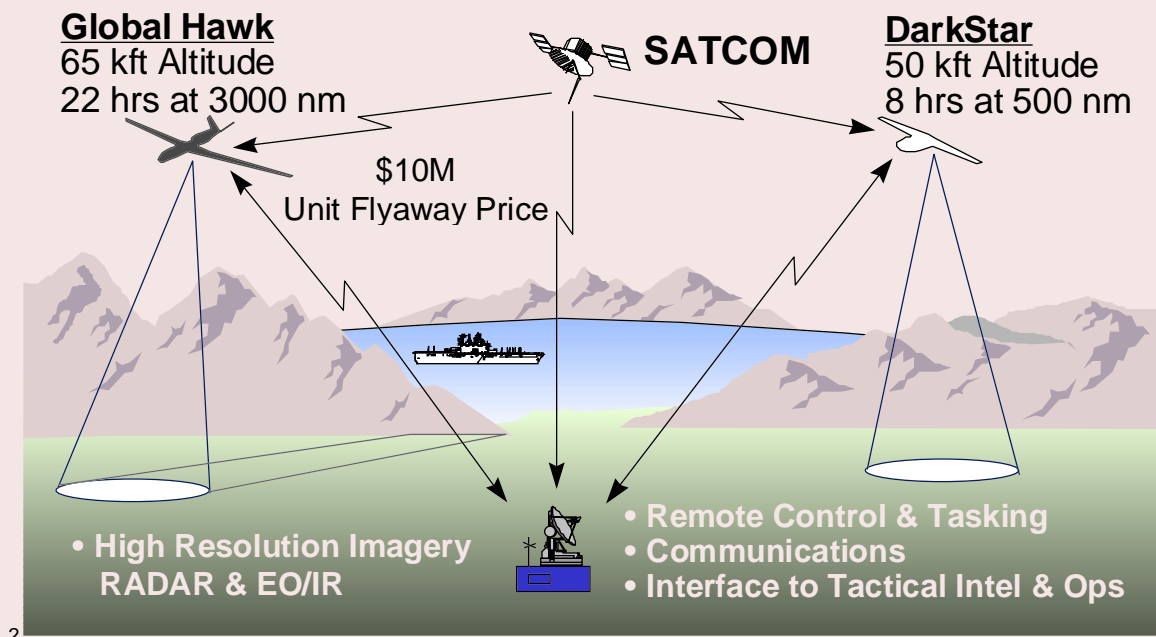 Global Hawk
65 kft Altitude
22 hrs at 3000 nm
SATCOM
DarkStar
50 kft Altitude
8 hrs at 500 nm
$10M
Unit Flyaway Price
• High Resolution Imagery
RADAR & EO/IR
• Remote Control & Tasking
• Communications
• Interface to Tactical Intel & Ops
2